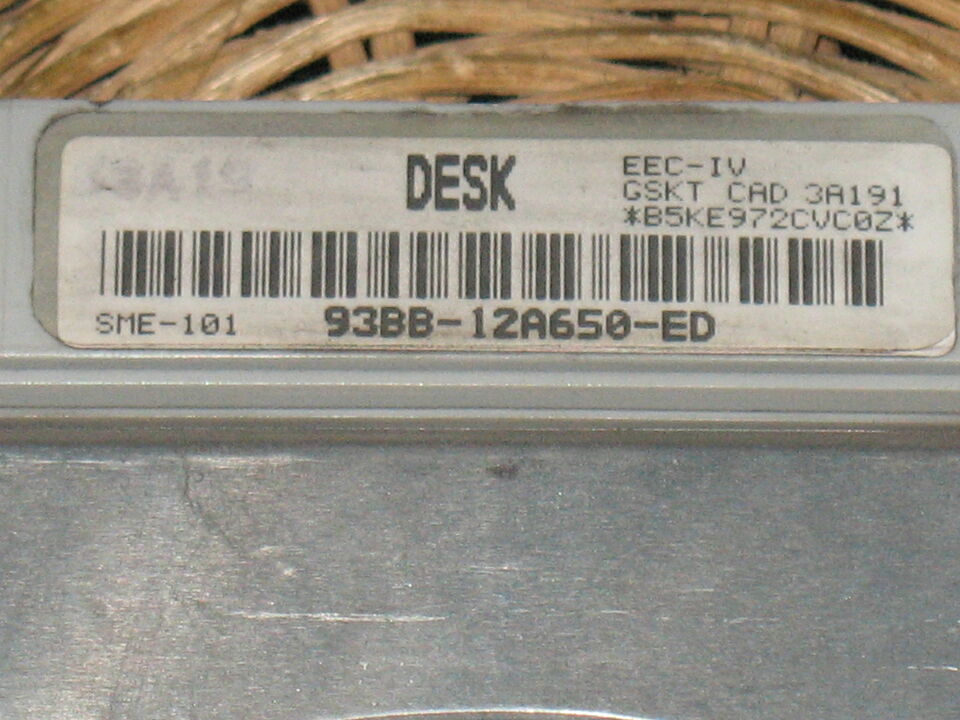 DESK
EEC-IV
GSKT CAD 3A191
*B5KE972CVC0Z*
SME-101
93BB-12A650-ED